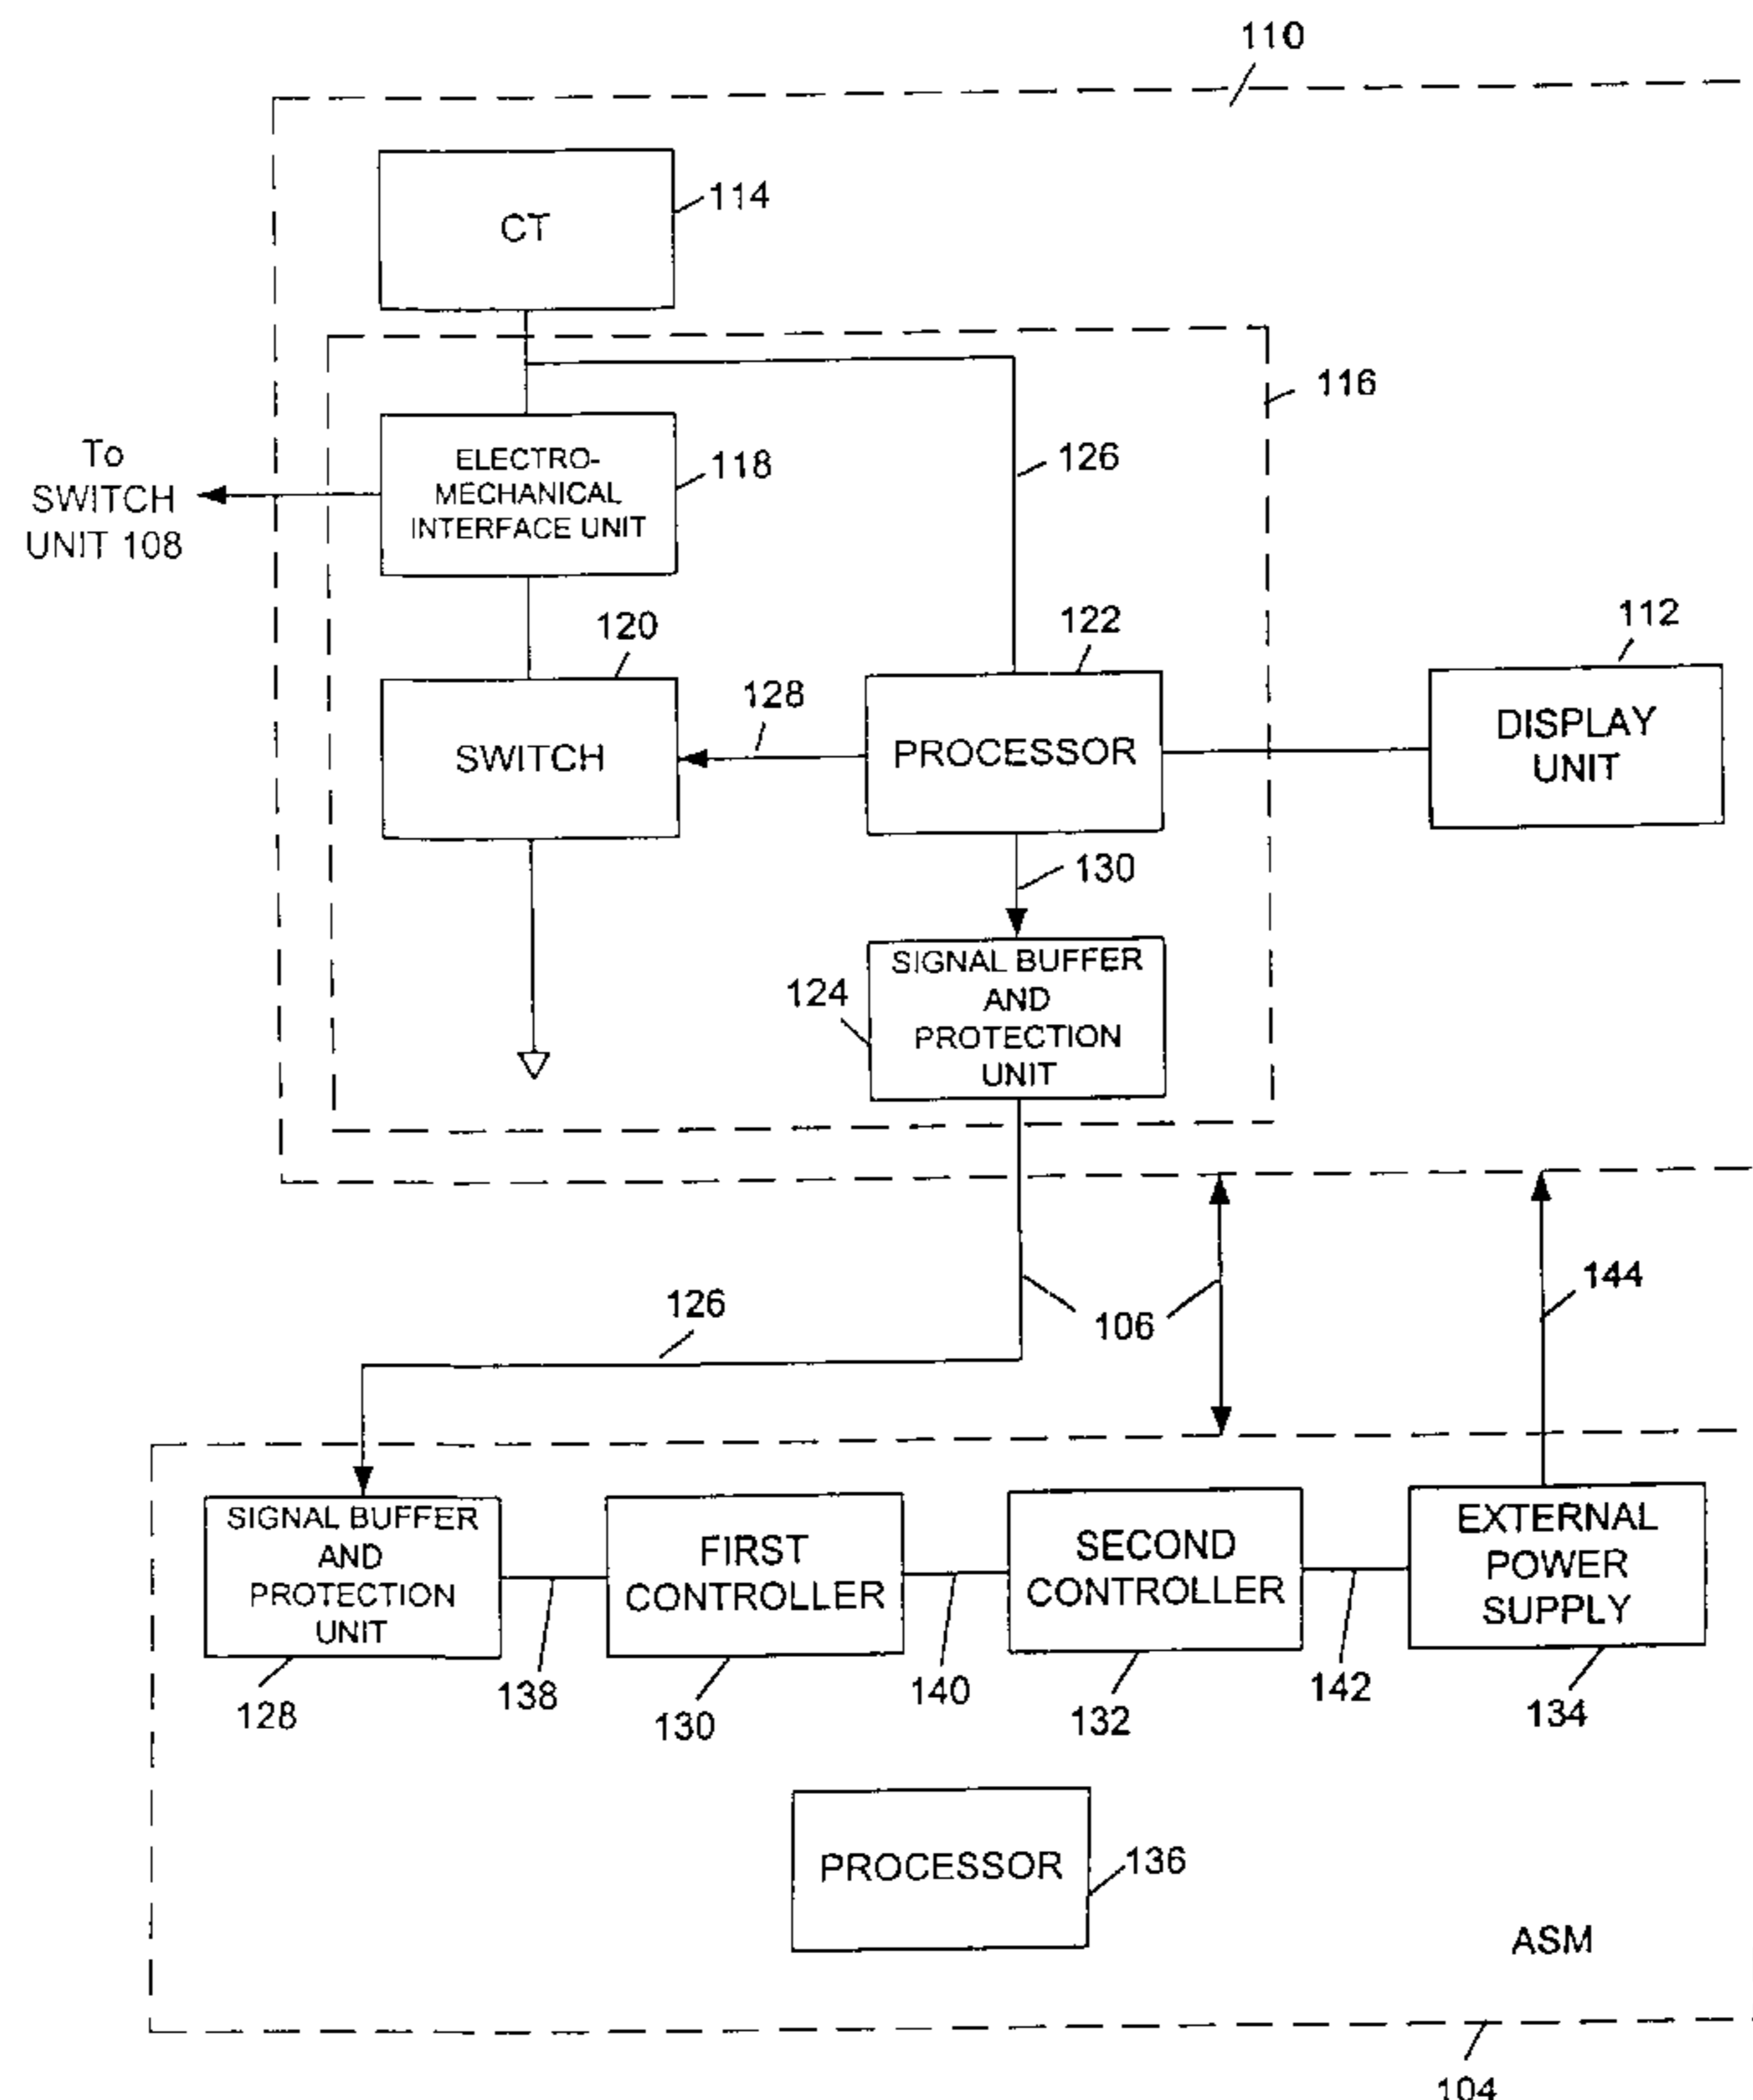 110
CT
114
116
To
SWITCH
UNIT 108
ELECTRO-
MECHANICAL
INTERFACE UNIT
118
126
120
122
112
SWITCH
128
PROCESSOR
DISPLAY
UNIT
130
124
SIGNAL BUFFER
AND
PROTECTION
UNIT
106
144
126
SIGNAL BUFFER
AND
PROTECTION
UNIT
FIRST
CONTROLLER
SECOND
CONTROLLER
EXTERNAL
POWER
SUPPLY
128
138
130
140
132
142
134
PROCESSOR
136
ASM
104